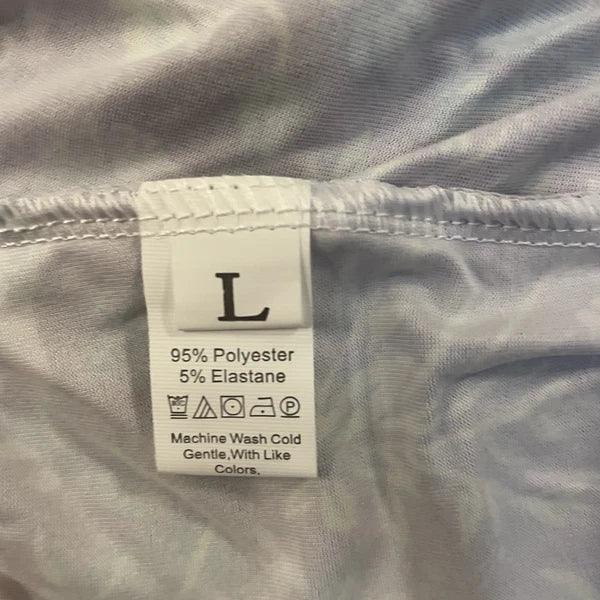 L
95% Polyester
5% Elastane
Machine Wash Cold
Gentle,With Like
Colors,